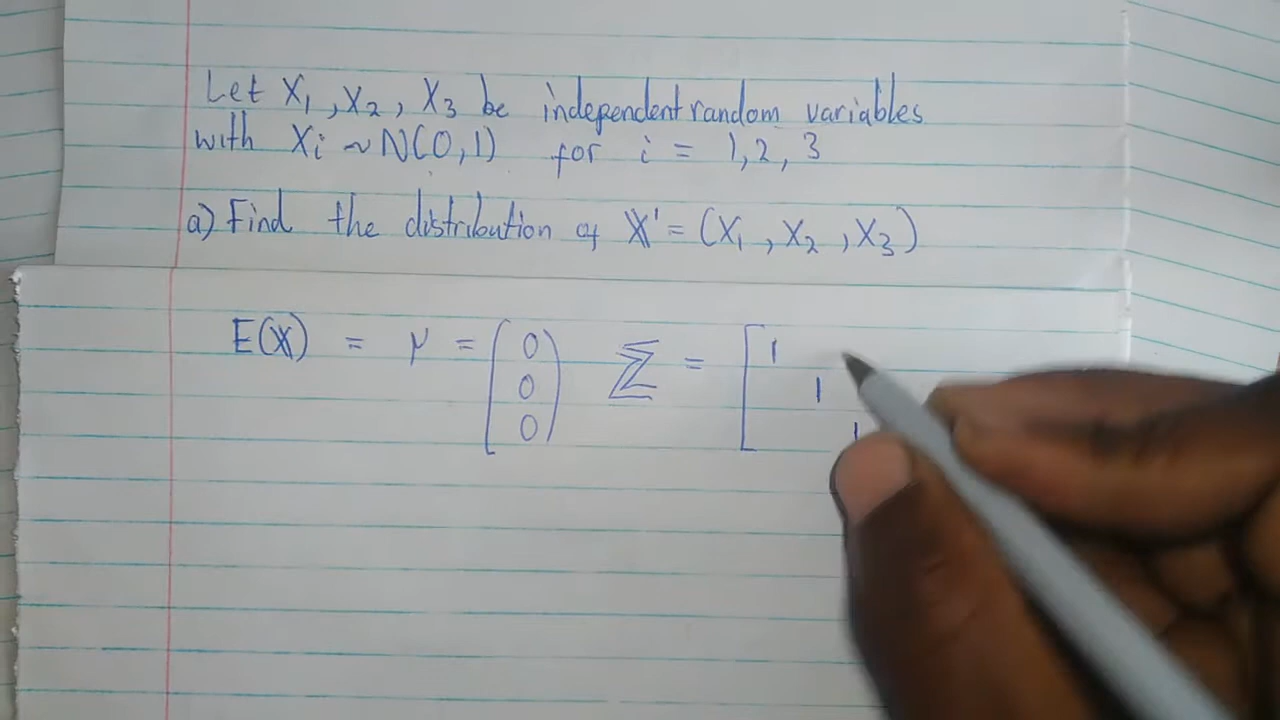 Let X₁, X₂, X₃ be independent random variables
with Xi ~ N(0,1) for i = 1, 2, 3
a) Find the distribution of X' = (X₁, X₂, X₃)
E(X) = μ = (0 0 0) Σ = [1 1 1